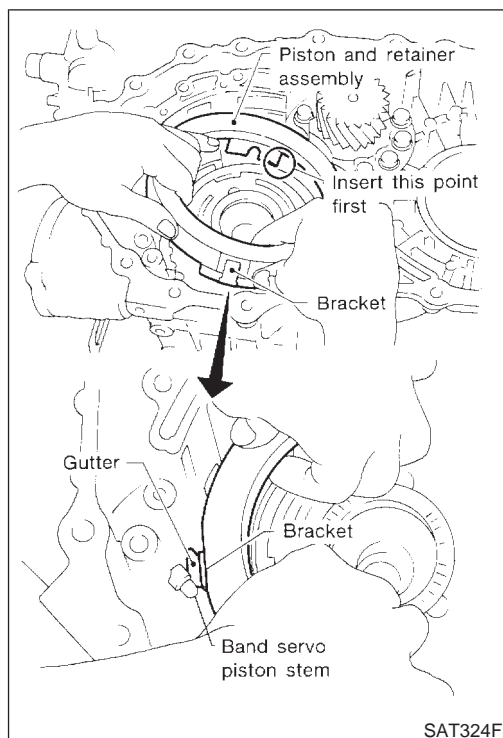 Piston and retainer
assembly
Insert this point
first
Bracket
Gutter
Bracket
Band servo
piston stem
SAT324F